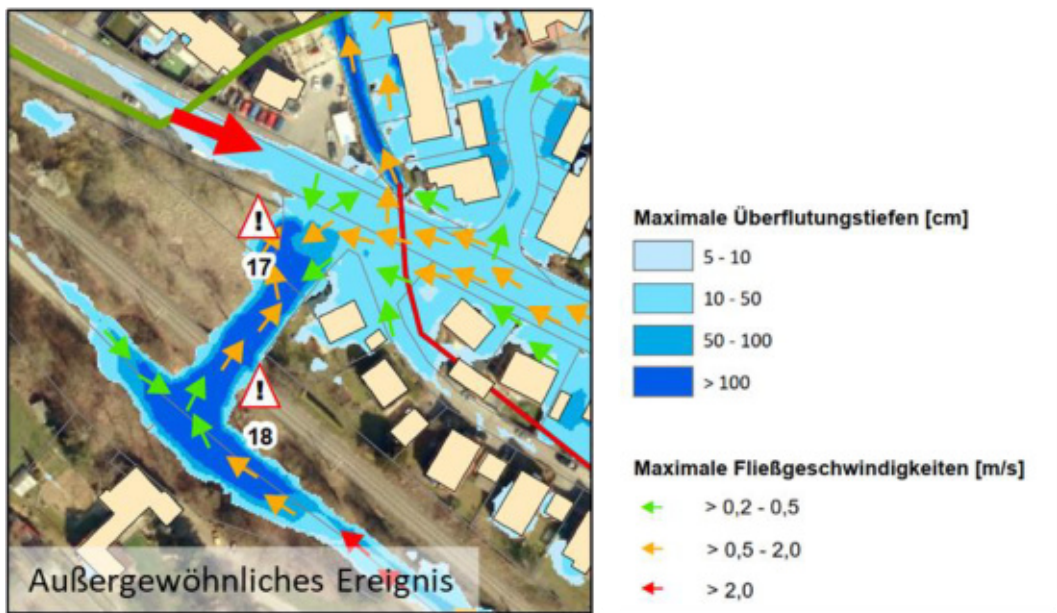 !
17
!
18
Außergewöhnliches Ereignis
Maximale Überflutungstiefen [cm]
5 - 10
10 - 50
50 - 100
> 100
Maximale Fließgeschwindigkeiten [m/s]
> 0,2 - 0,5
> 0,5 - 2,0
> 2,0